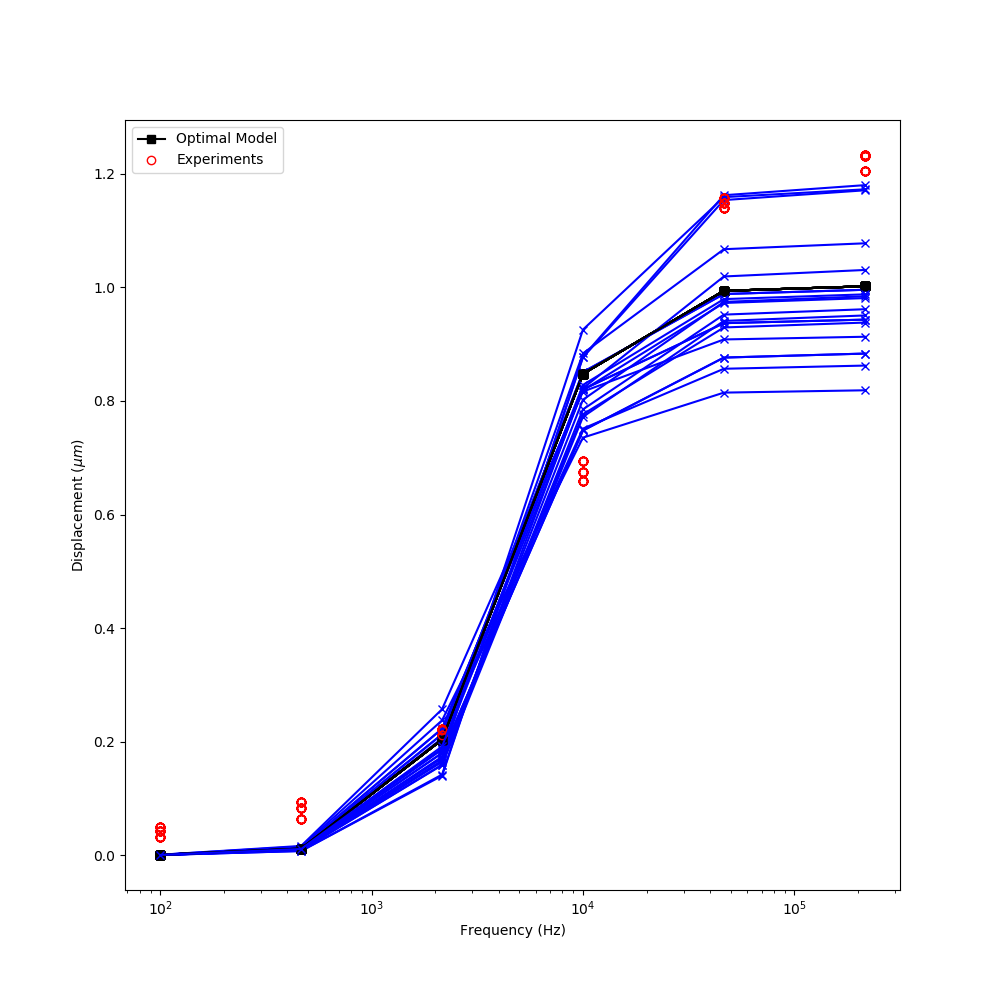 Optimal Model
Experiments
1.2
1.0
0.8
0.6
0.4
0.2
0.0
Displacement (μm)
10²
10³
10⁴
10⁵
Frequency (Hz)